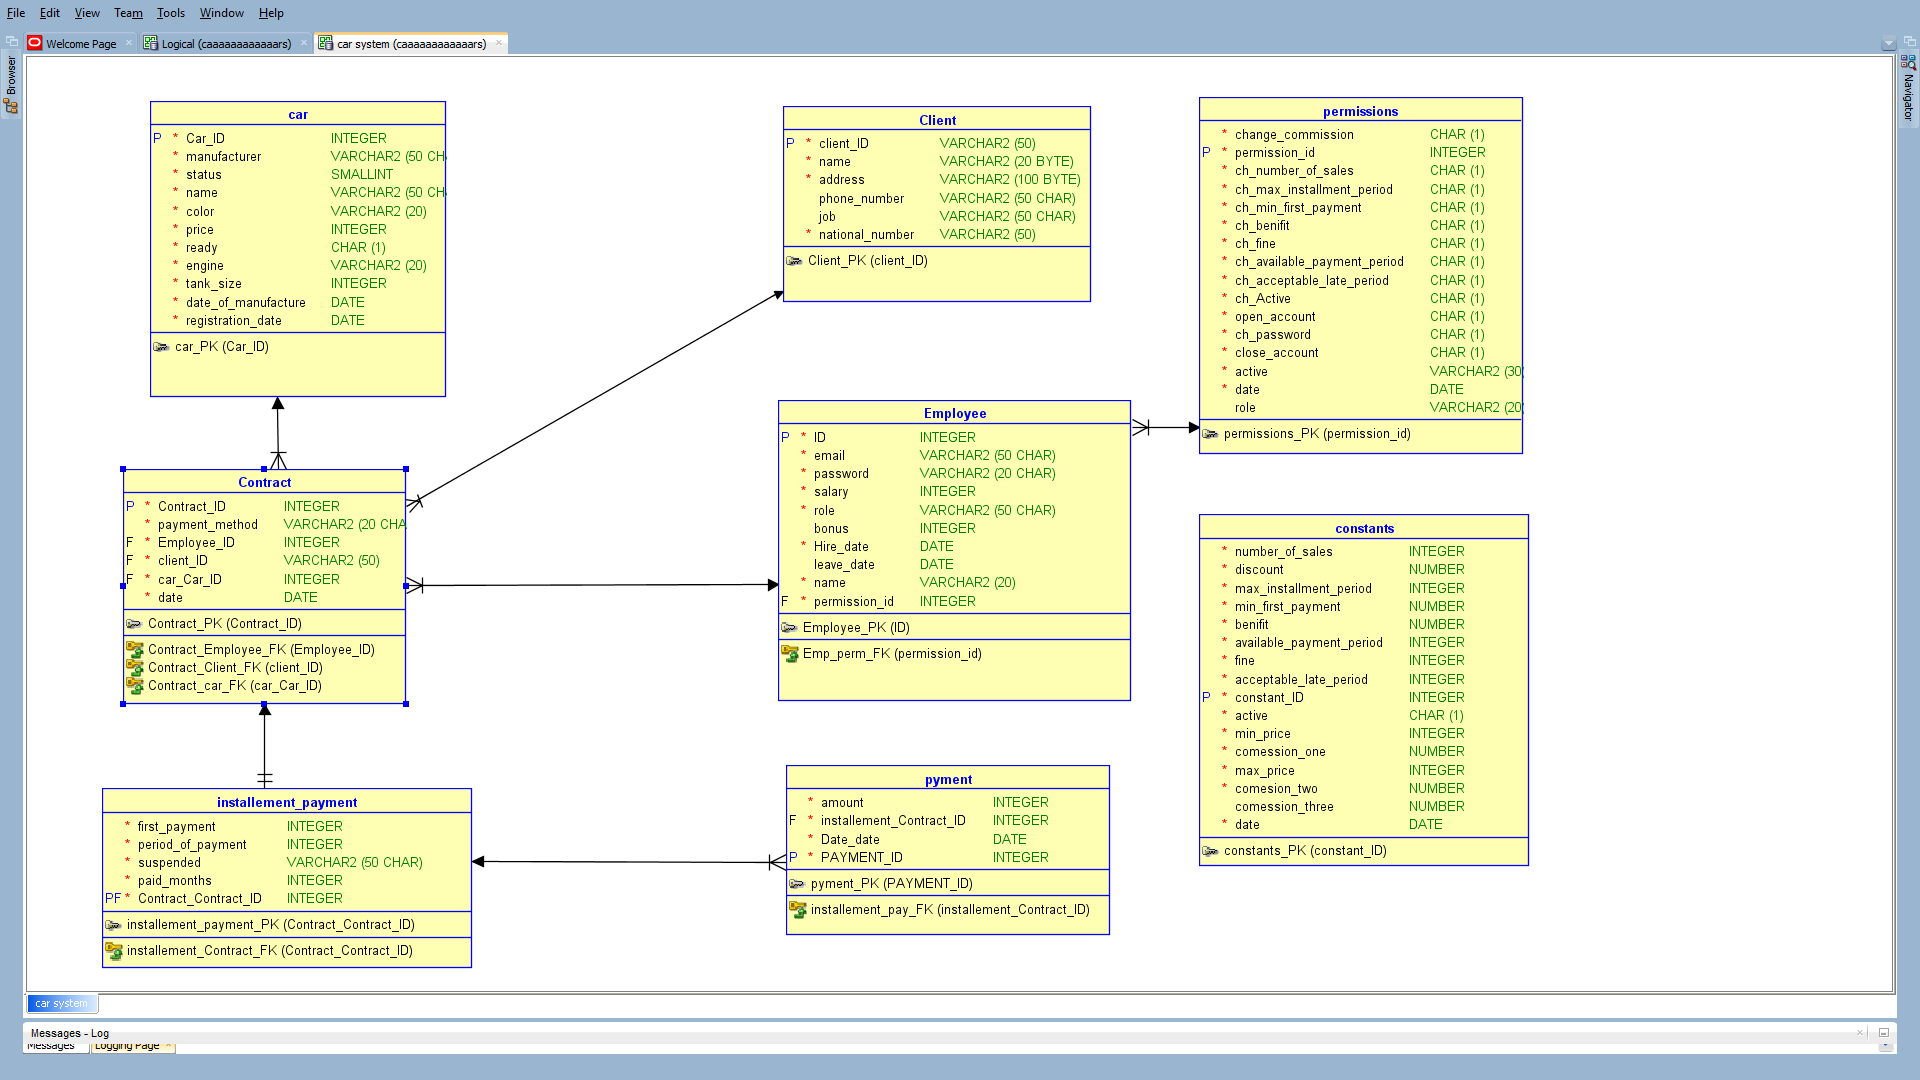 File Edit View Team Tools Window Help
Welcome Page
Logical (caaaaaaaaaaaars)
car system (caaaaaaaaaaaars)
Browser
Navigator
car
P * Car_ID INTEGER
* manufacturer VARCHAR2 (50 CH
* status SMALLINT
* name VARCHAR2 (50 CH
* color VARCHAR2 (20)
* price INTEGER
* ready CHAR (1)
* engine VARCHAR2 (20)
* tank_size INTEGER
* date_of_manufacture DATE
* registration_date DATE
car_PK (Car_ID)
Client
P * client_ID VARCHAR2 (50)
* name VARCHAR2 (20 BYTE)
* address VARCHAR2 (100 BYTE)
phone_number VARCHAR2 (50 CHAR)
job VARCHAR2 (50 CHAR)
* national_number VARCHAR2 (50)
Client_PK (client_ID)
permissions
* change_commission CHAR (1)
P * permission_id INTEGER
* ch_number_of_sales CHAR (1)
* ch_max_installment_period CHAR (1)
* ch_min_first_payment CHAR (1)
* ch_benifit CHAR (1)
* ch_fine CHAR (1)
* ch_available_payment_period CHAR (1)
* ch_acceptable_late_period CHAR (1)
* ch_Active CHAR (1)
* open_account CHAR (1)
* ch_password CHAR (1)
* close_account CHAR (1)
* active VARCHAR2 (30
* date DATE
role VARCHAR2 (20
permissions_PK (permission_id)
Contract
P * Contract_ID INTEGER
* payment_method VARCHAR2 (20 CHA
F * Employee_ID INTEGER
F * client_ID VARCHAR2 (50)
F * car_Car_ID INTEGER
* date DATE
Contract_PK (Contract_ID)
Contract_Employee_FK (Employee_ID)
Contract_Client_FK (client_ID)
Contract_car_FK (car_Car_ID)
Employee
P * ID INTEGER
* email VARCHAR2 (50 CHAR)
* password VARCHAR2 (20 CHAR)
* salary INTEGER
* role VARCHAR2 (50 CHAR)
bonus INTEGER
* Hire_date DATE
leave_date DATE
* name VARCHAR2 (20)
F * permission_id INTEGER
Employee_PK (ID)
Emp_perm_FK (permission_id)
constants
* number_of_sales INTEGER
* discount NUMBER
* max_installment_period INTEGER
* min_first_payment NUMBER
* benifit NUMBER
* available_payment_period INTEGER
* fine INTEGER
* acceptable_late_period INTEGER
P * constant_ID INTEGER
* active CHAR (1)
* min_price INTEGER
* comession_one NUMBER
* max_price INTEGER
* comesion_two NUMBER
comession_three NUMBER
* date DATE
constants_PK (constant_ID)
installement_payment
* first_payment INTEGER
* period_of_payment INTEGER
* suspended VARCHAR2 (50 CHAR)
* paid_months INTEGER
PF * Contract_Contract_ID INTEGER
installement_payment_PK (Contract_Contract_ID)
installement_Contract_FK (Contract_Contract_ID)
pyment
* amount INTEGER
F * installement_Contract_ID INTEGER
* Date_date DATE
P * PAYMENT_ID INTEGER
pyment_PK (PAYMENT_ID)
installement_pay_FK (installement_Contract_ID)
car system
Messages - Log
Messages
Logging Page